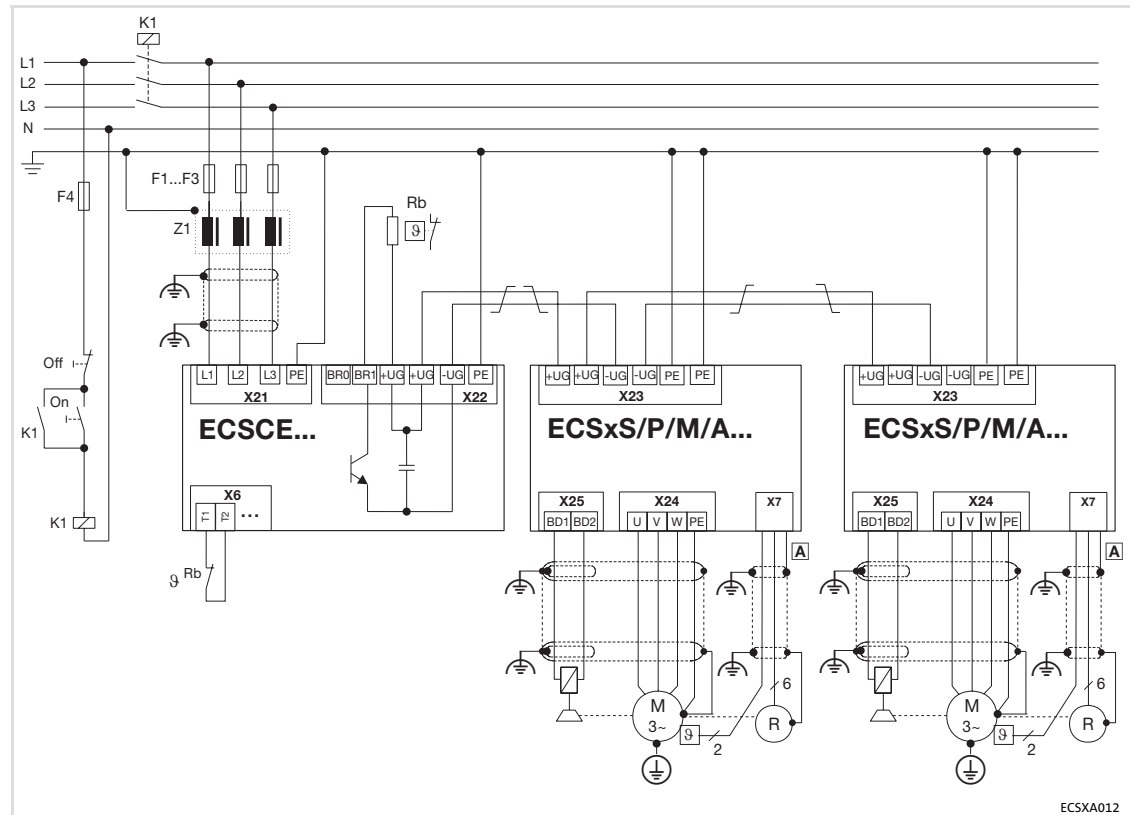 K1
L1
L2
L3
N
F4
F1...F3
Z1
Rb
ϑ
Off
On
K1
K1
L1 L2 L3 PE
X21
BR0 BR1 +UG +UG -UG PE
X22
ECSCE...
X6
T1 T2 ...
ϑ Rb
+UG +UG -UG -UG PE PE
X23
ECSxS/P/M/A...
X25
BD1 BD2
X24
U V W PE
X7
A
M
3~
ϑ
2
6
R
+UG +UG -UG -UG PE PE
X23
ECSxS/P/M/A...
X25
BD1 BD2
X24
U V W PE
X7
A
M
3~
ϑ
2
6
R
ECSXA012